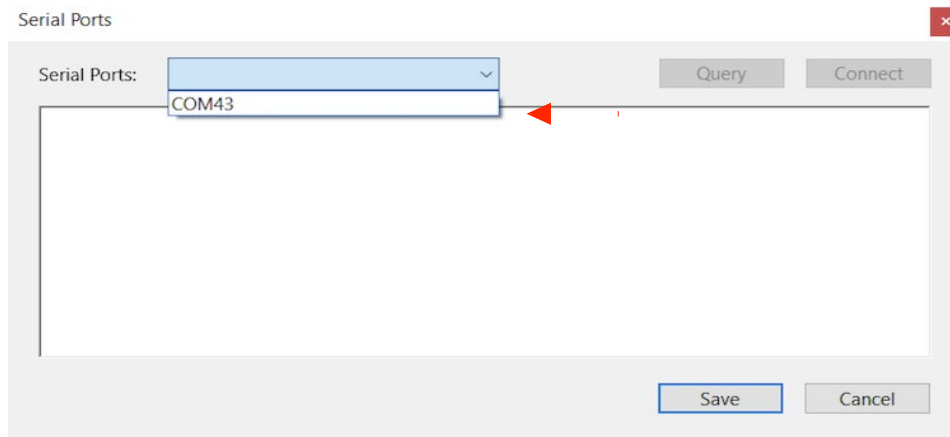 Serial Ports
Serial Ports:
Query
Connect
COM43
Save
Cancel